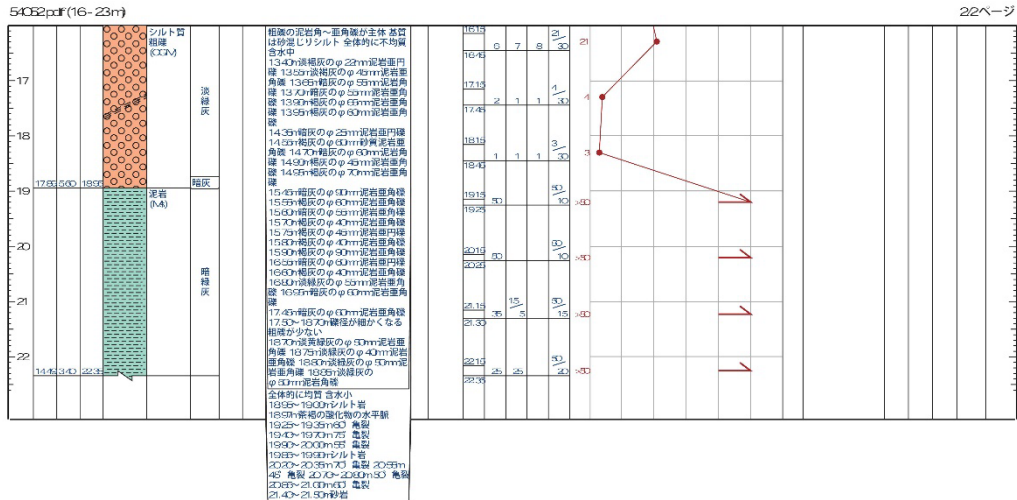 54052.pdf (16 - 23m)
2/2ページ
シルト質
粗礫
(CGM)
淡
緑
灰
暗灰
泥岩
(Ms)
暗
緑
灰
粗礫の泥岩角~亜角礫が主体 基質
は砂混じりシルト 全体的に不均質
含水中
13.40m淡褐灰のφ22mm泥岩亜円
礫 13.55m淡褐灰のφ45mm泥岩亜
角礫 13.65m暗灰のφ55mm泥岩角
礫 13.70m暗灰のφ55mm泥岩亜角
礫 13.90m褐灰のφ65mm泥岩亜角
礫 13.95m褐灰のφ60mm泥岩亜角
礫
14.35m暗灰のφ25mm泥岩亜円礫
14.55m褐灰のφ60mm砂質泥岩亜
角礫 14.70m暗灰のφ60mm泥岩角
礫 14.90m褐灰のφ45mm泥岩亜角
礫 14.95m褐灰のφ70mm泥岩亜角
礫
15.45m暗灰のφ90mm泥岩亜角礫
15.55m褐灰のφ60mm泥岩亜角礫
15.60m暗灰のφ55mm泥岩亜角礫
15.70m褐灰のφ40mm泥岩亜角礫
15.75m褐灰のφ45mm泥岩亜円礫
15.80m褐灰のφ40mm泥岩亜角礫
15.90m褐灰のφ90mm泥岩亜角礫
16.55m暗灰のφ60mm泥岩亜円礫
16.60m褐灰のφ40mm泥岩亜角礫
16.80m淡緑灰のφ55mm泥岩亜角
礫 16.95m暗灰のφ60mm泥岩亜角
礫
17.45m暗灰のφ60mm泥岩亜角礫
17.50~18.70m礫径が細かくなる
粗礫が少ない
18.70m淡黄緑灰のφ50mm泥岩亜
角礫 18.75m淡緑灰のφ40mm泥岩
亜角礫 18.80m淡緑灰のφ50mm泥
岩亜角礫 18.85m淡緑灰の
φ50mm泥岩角礫
全体的に均質 含水小
18.95~19.00mシルト岩
18.97m茶褐の酸化物の水平脈
19.25~19.35m60° 亀裂
19.40~19.70m75° 亀裂
19.90~20.00m55° 亀裂
19.85~19.90mシルト岩
20.20~20.35m70° 亀裂 20.55m
45° 亀裂 20.70~20.80m50° 亀裂
20.85~21.00m60° 亀裂
21.40~21.50m砂岩
17
18
19
20
21
22
17.89 5.60 18.95
14.49 3.40 22.35
16.15
16.45
6 7 8 21/30
21
17.15
17.45
2 1 1 4/30
4
18.15
18.45
1 1 1 3/30
3
19.15
19.25
50 50/10
>50
20.15
20.25
50 50/10
>50
21.15
21.30
35 15/5 50/15
>50
22.15
22.35
25 25 50/20
>50